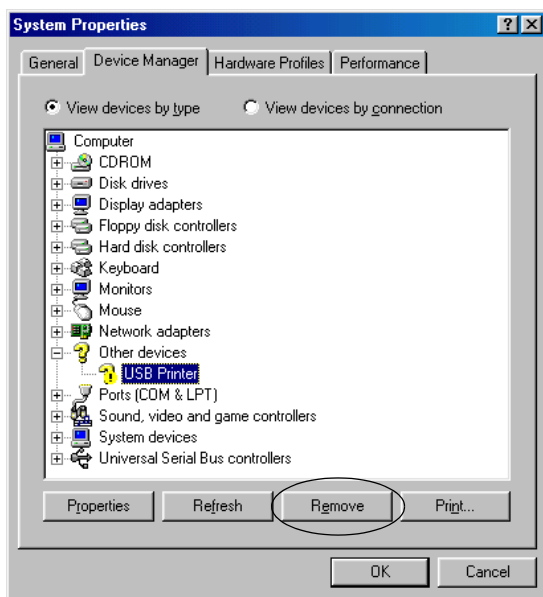 System Properties
General Device Manager Hardware Profiles Performance
View devices by type View devices by connection
Computer
CDROM
Disk drives
Display adapters
Floppy disk controllers
Hard disk controllers
Keyboard
Monitors
Mouse
Network adapters
Other devices
USB Printer
Ports (COM & LPT)
Sound, video and game controllers
System devices
Universal Serial Bus controllers
Properties Refresh Remove Print...
OK Cancel